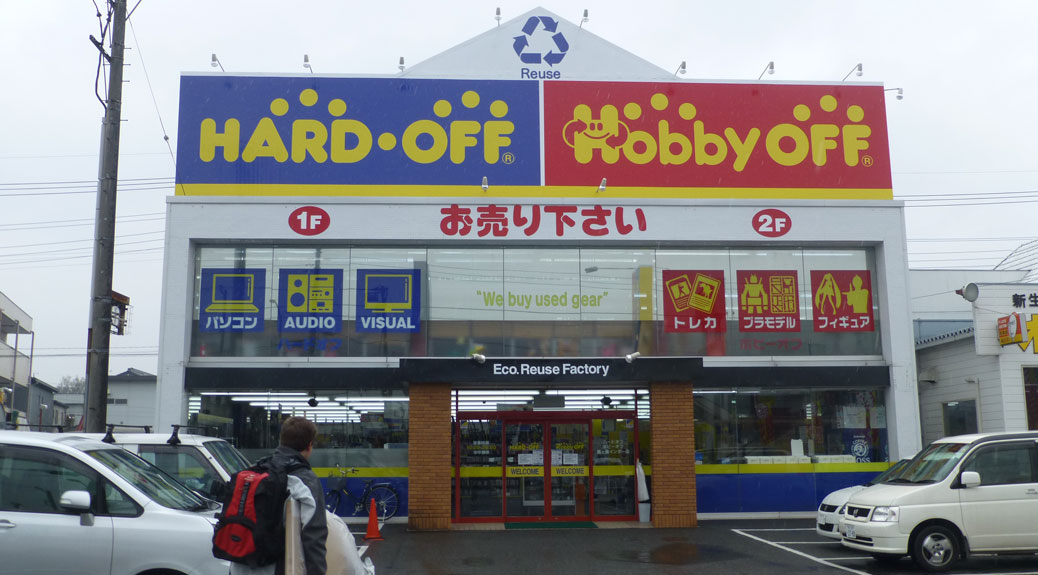 Reuse
HARD・OFF®
HobbyOFF®
1F
お売り下さい
2F
パソコン
AUDIO
VISUAL
"We buy used gear"
トレカ
プラモデル
フィギュア
Eco.Reuse Factory
WELCOME
WELCOME